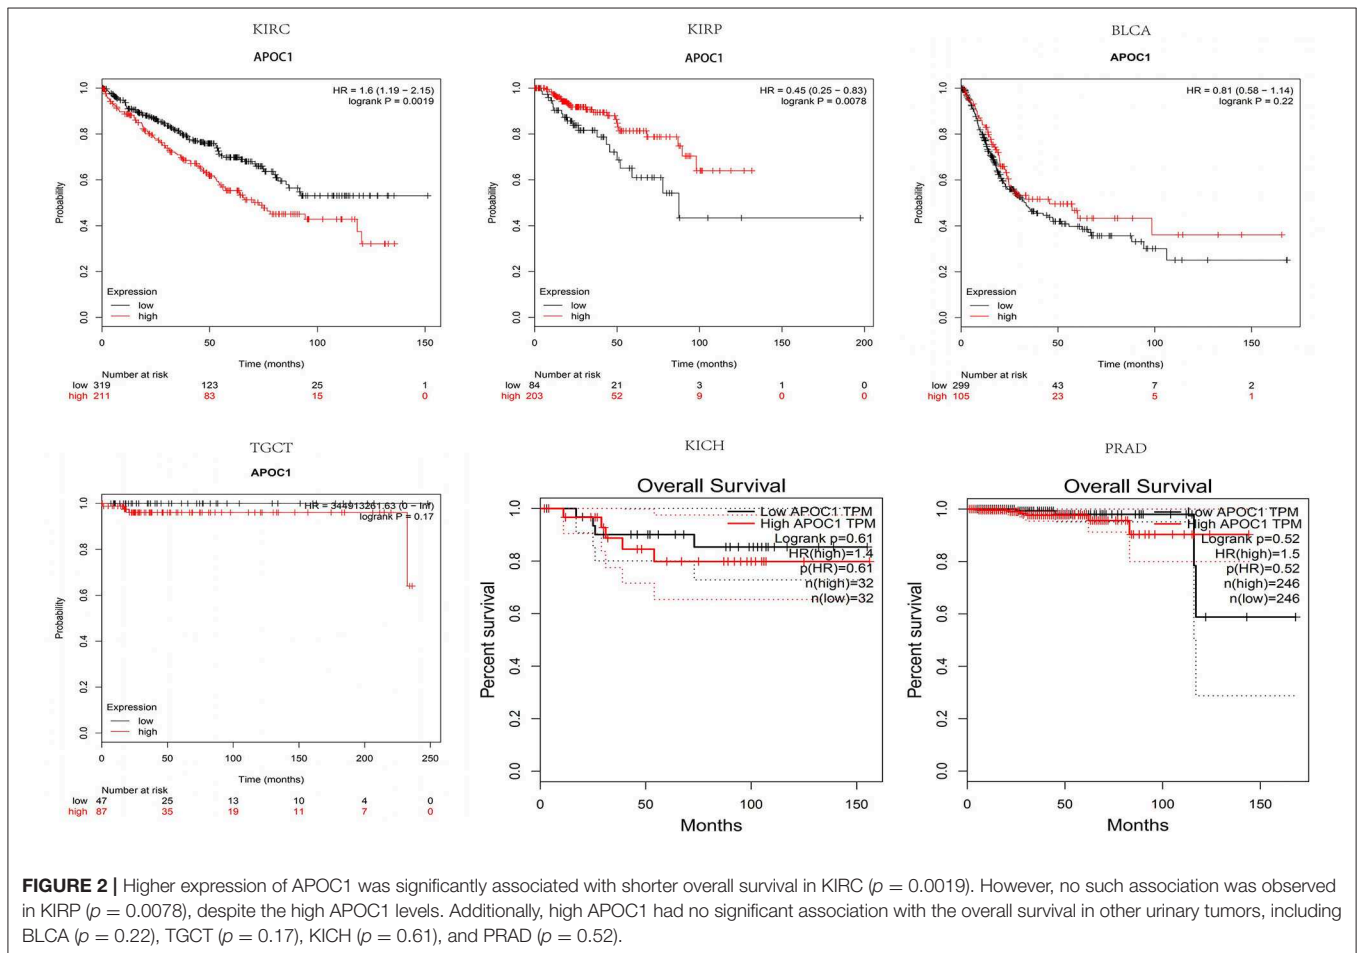 KIRC
APOC1
HR = 1.6 (1.19 − 2.15)
logrank P = 0.0019
Probability
1.0
0.8
0.6
0.4
0.2
0.0
Expression
low
high
0 50 100 150
Time (months)
Number at risk
low 319 123 25 1
high 211 83 15 0
KIRP
APOC1
HR = 0.45 (0.25 − 0.83)
logrank P = 0.0078
Probability
1.0
0.8
0.6
0.4
0.2
0.0
Expression
low
high
0 50 100 150 200
Time (months)
Number at risk
low 84 21 3 1 0
high 203 52 9 0 0
BLCA
APOC1
HR = 0.81 (0.58 − 1.14)
logrank P = 0.22
Probability
1.0
0.8
0.6
0.4
0.2
0.0
Expression
low
high
0 50 100 150
Time (months)
Number at risk
low 299 43 7 2
high 105 23 5 1
TGCT
APOC1
HR = 344913261.63 (0 − Inf)
logrank P = 0.17
Probability
1.0
0.8
0.6
0.4
0.2
0.0
Expression
low
high
0 50 100 150 200 250
Time (months)
Number at risk
low 47 25 13 10 4 0
high 87 35 19 11 7 0
KICH
Overall Survival
Low APOC1 TPM
High APOC1 TPM
Logrank p=0.61
HR(high)=1.4
p(HR)=0.61
n(high)=32
n(low)=32
Percent survival
1.0
0.8
0.6
0.4
0.2
0.0
0 50 100 150
Months
PRAD
Overall Survival
Low APOC1 TPM
High APOC1 TPM
Logrank p=0.52
HR(high)=1.5
p(HR)=0.52
n(high)=246
n(low)=246
Percent survival
1.0
0.8
0.6
0.4
0.2
0.0
0 50 100 150
Months
FIGURE 2 | Higher expression of APOC1 was significantly associated with shorter overall survival in KIRC (p = 0.0019). However, no such association was observed
in KIRP (p = 0.0078), despite the high APOC1 levels. Additionally, high APOC1 had no significant association with the overall survival in other urinary tumors, including
BLCA (p = 0.22), TGCT (p = 0.17), KICH (p = 0.61), and PRAD (p = 0.52).